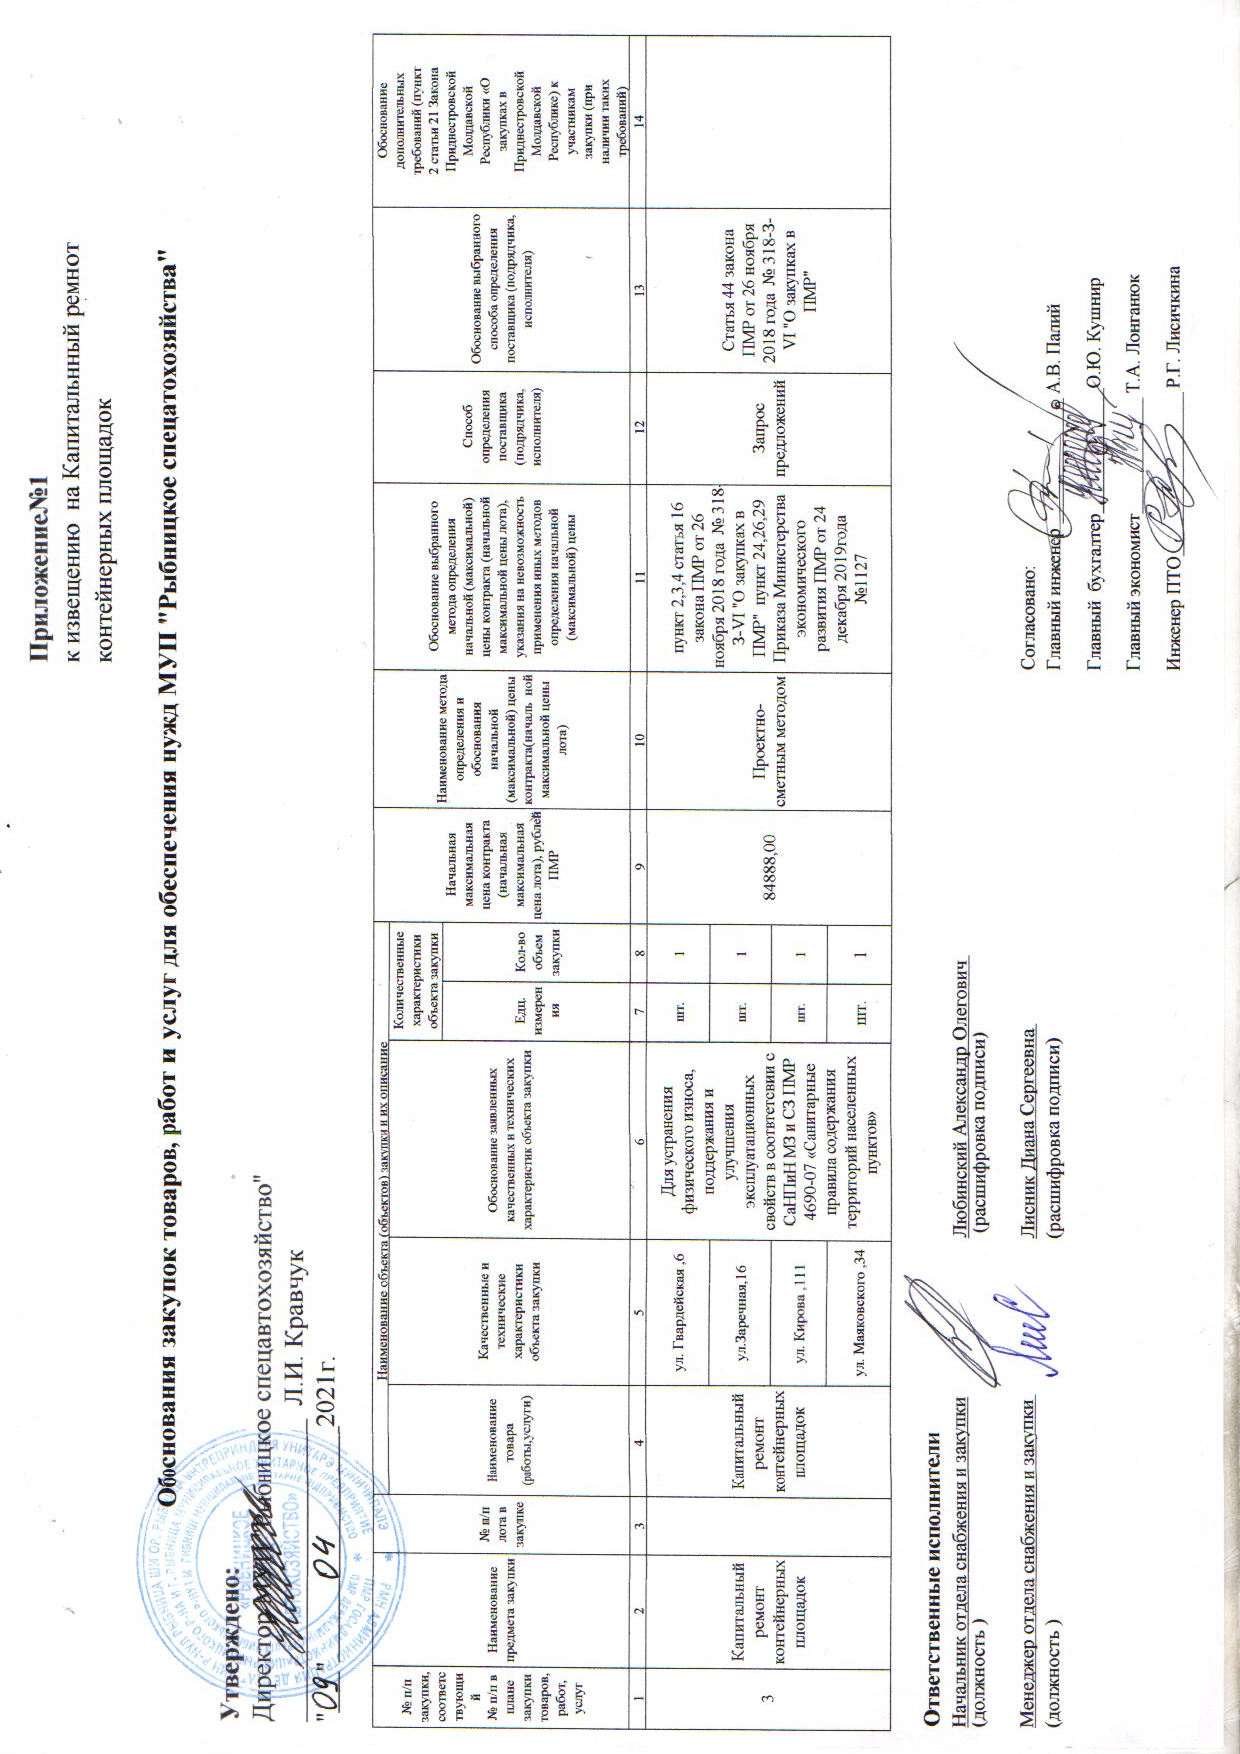 Приложение№1
к извещению на Капитальнный ремнот
контейнерных площадок
Обоснования закупок товаров, работ и услуг для обеспечения нужд МУП "Рыбницкое спецатохозяйства"
Утверждено:
Директор Рыбницкое спецавтохозяйство"
Л.И. Кравчук
"09" 04 2021г.
№ п/п
закупки,
соответс
твующи
й
№ п/п в
плане
закупки
товаров,
работ,
услуг
Наименование
предмета закупки
№ п/п
лота в
закупке
Наименование объекта (объектов) закупки и их описание
Наименование
товара
(работы,услуги)
Качественные и
технические
характеристики
объекта закупки
Обоснование заявленных
качественных и технических
характеристик объекта закупки
Количественные
характеристики
объекта закупки
Едц.
измерен
ия
Кол-во
объем
закупки
Начальная
максимальная
цена контракта
(начальная
максимальная
цена лота), рублей
ПМР
Наименование метода
определения и
обоснования
начальной
(максимальной) цены
контракта(началь ной
максимальной цены
лота)
Обоснование выбранного
метода определения
начальной (максимальной)
цены контракта (начальной
максимальной цены лота),
указания на невозможность
применения иных методов
определения начальной
(максимальной) цены
Способ
определения
поставщика
(подрядчика,
исполнителя)
Обоснование выбранного
способа определения
поставщика (подрядчика,
исполнителя)
Обоснование
дополнительных
требований (пункт
2 статьи 21 Закона
Приднестровской
Молдавской
Республики «О
закупках в
Приднестровской
Молдавской
Республике) к
участникам
закупки (при
наличии таких
требований)
1 2 3 4 5 6 7 8 9 10 11 12 13 14
3
Капитальный
ремонт
контейнерных
площадок
Капитальный
ремонт
контейнерных
площадок
ул. Гвардейская ,6
ул.Заречная,16
ул. Кирова ,111
ул. Маяковского ,34
Для устранения
физического износа,
поддержания и
улучшения
эксплуатационных
свойств в соотвтетсвии с
СаНПиН МЗ и СЗ ПМР
4690-07 «Санитарные
правила содержания
территорий населенных
пунктов»
шт. 1
шт. 1
шт. 1
шт. 1
84888,00
Проектно-
сметным методом
пункт 2,3,4 статья 16
закона ПМР от 26
ноября 2018 года № 318-
З-VI "О закупках в
ПМР" пункт 24,26,29
Приказа Министерства
экономического
развития ПМР от 24
декабря 2019года
№1127
Запрос
предложений
Статья 44 закона
ПМР от 26 ноября
2018 года № 318-З-
VI "О закупках в
ПМР"
Ответственные исполнители
Начальник отдела снабжения и закупки Любинский Александр Олегович
(должность ) (расшифровка подписи)
Менеджер отдела снабжения и закупки Лисник Диана Сергеевна
(должность ) (расшифровка подписи)
Согласовано:
Главный инженер А.В. Палий
Главный бухгалтер О.Ю. Кушнир
Главный экономист Т.А. Лонганюк
Инженер ПТО Р.Г. Лисичкина